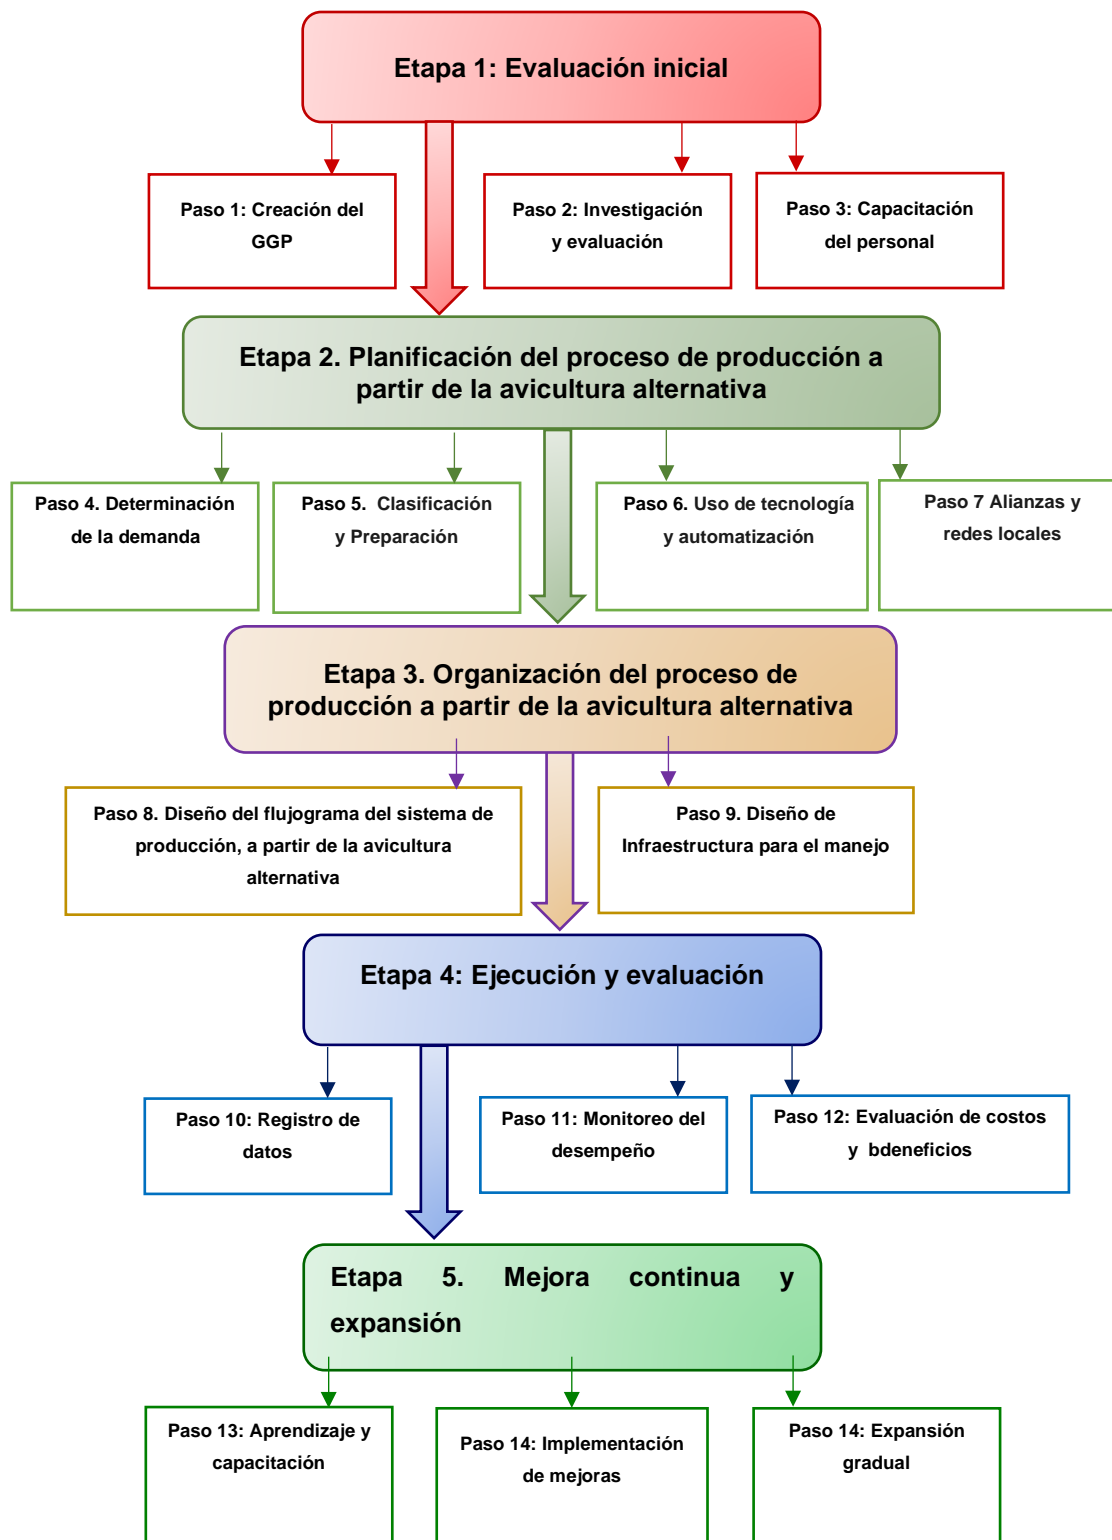 Etapa 1: Evaluación inicial
Paso 1: Creación del
GGP
Paso 2: Investigación
y evaluación
Paso 3: Capacitación
del personal
Etapa 2. Planificación del proceso de producción a
partir de la avicultura alternativa
Paso 4. Determinación
de la demanda
Paso 5. Clasificación
y Preparación
Paso 6. Uso de tecnología
y automatización
Paso 7 Alianzas y
redes locales
Etapa 3. Organización del proceso de
producción a partir de la avicultura alternativa
Paso 8. Diseño del flujograma del sistema de
producción, a partir de la avicultura
alternativa
Paso 9. Diseño de
Infraestructura para el manejo
Etapa 4: Ejecución y evaluación
Paso 10: Registro de
datos
Paso 11: Monitoreo del
desempeño
Paso 12: Evaluación de costos
y bdeneficios
Etapa 5. Mejora continua y
expansión
Paso 13: Aprendizaje y
capacitación
Paso 14: Implementación
de mejoras
Paso 14: Expansión
gradual